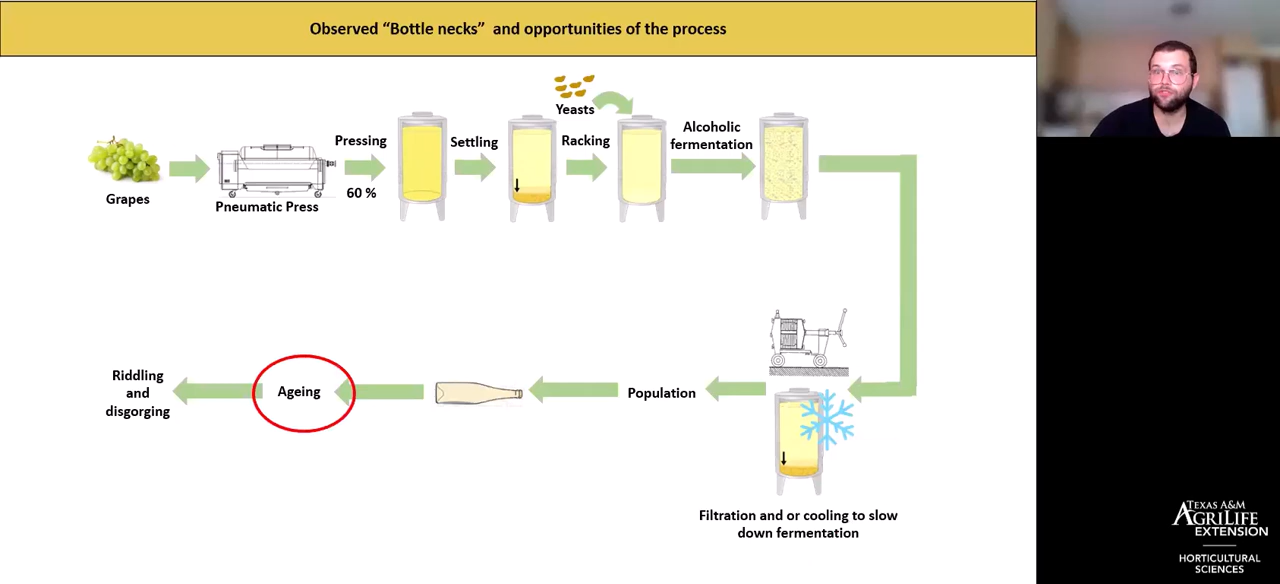 Observed “Bottle necks”  and opportunities of the process
Yeasts
Pressing
Settling
Racking
Alcoholic
fermentation
60 %
Grapes
Pneumatic Press
Riddling
and
disgorging
Ageing
Population
Filtration and or cooling to slow
down fermentation
TEXAS A&M
AGRILIFE
EXTENSION
HORTICULTURAL
SCIENCES